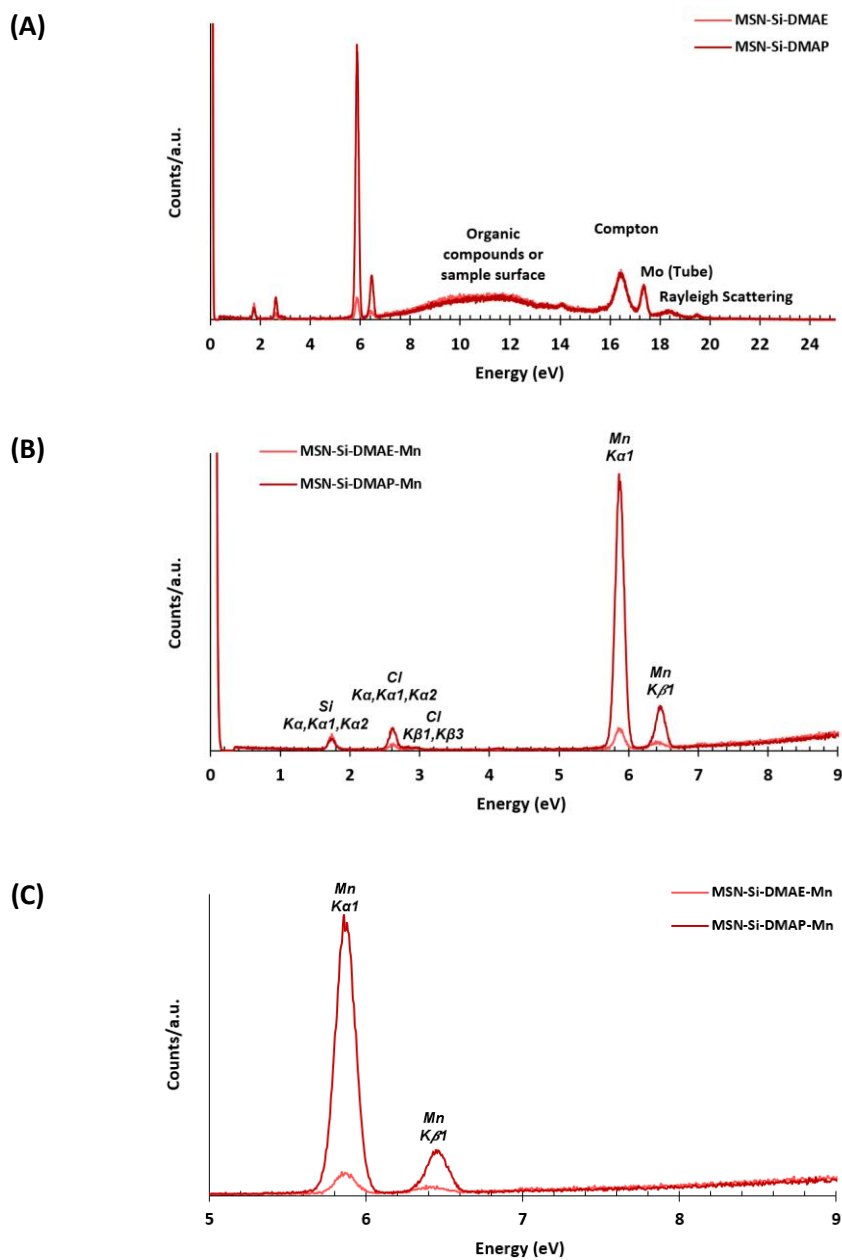 (A)
MSN-Si-DMAE
MSN-Si-DMAP
Counts/a.u.
Organic
compounds or
sample surface
Compton
Mo (Tube)
Rayleigh Scattering
0 2 4 6 8 10 12 14 16 18 20 22 24
Energy (eV)
(B)
MSN-Si-DMAE-Mn
MSN-Si-DMAP-Mn
Mn
Kα1
Counts/a.u.
Si
Kα,Kα1,Kα2
Cl
Kα,Kα1,Kα2
Cl
Kβ1,Kβ3
Mn
Kβ1
0 1 2 3 4 5 6 7 8 9
Energy (eV)
(C)
Mn
Kα1
MSN-Si-DMAE-Mn
MSN-Si-DMAP-Mn
Counts/a.u.
Mn
Kβ1
5 6 7 8 9
Energy (eV)